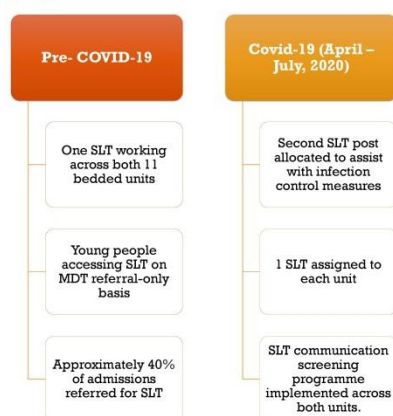 Pre- COVID-19
One SLT working
across both 11
bedded units
Young people
accessing SLT on
MDT referral-only
basis
Approximately 40%
of admissions
referred for SLT
Covid-19 (April –
July, 2020)
Second SLT post
allocated to assist
with infection
control measures
1 SLT assigned to
each unit
SLT communication
screening
programme
implemented across
both units.